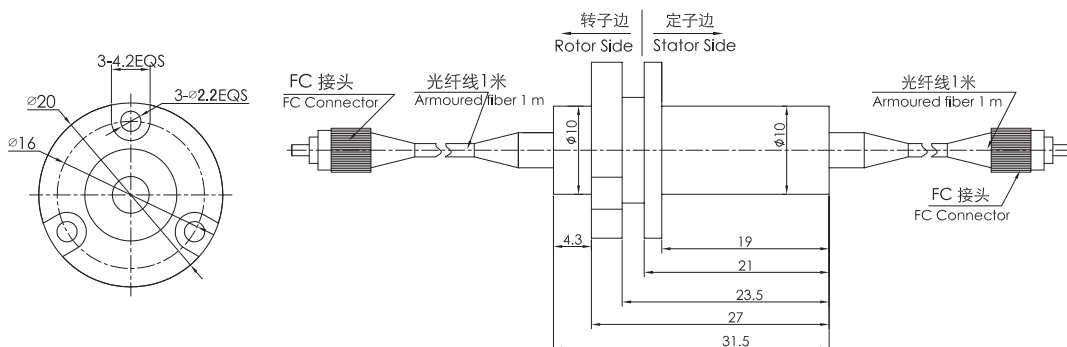 3-4.2EQS
3-⌀2.2EQS
⌀20
⌀16
转子边
Rotor Side
定子边
Stator Side
FC 接头
FC Connector
光纤线1米
Armoured fiber 1 m
光纤线1米
Armoured fiber 1 m
⌀10
⌀10
FC 接头
FC Connector
4.3
19
21
23.5
27
31.5